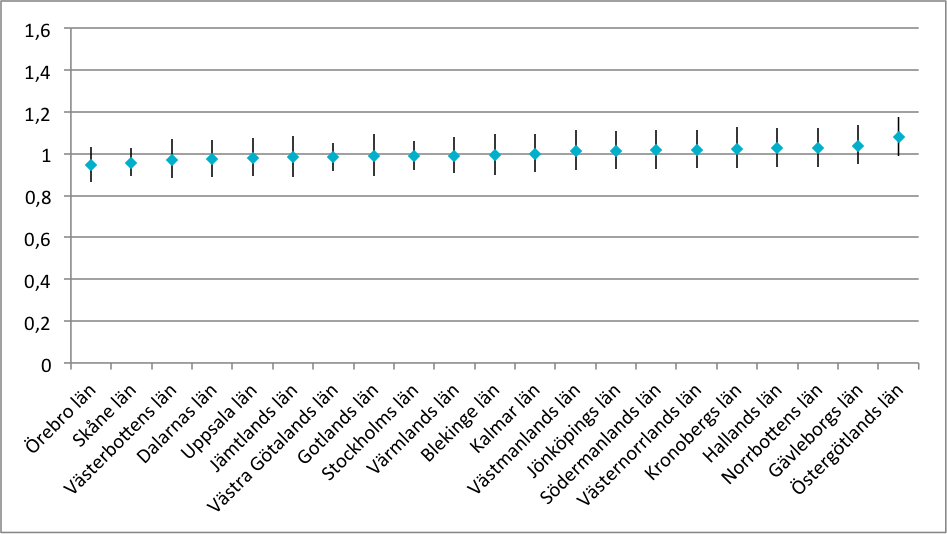 1,6
1,4
1,2
1
0,8
0,6
0,4
0,2
0
Örebro län
Skåne län
Västerbottens län
Dalarnas län
Uppsala län
Jämtlands län
Västra Götalands län
Gotlands län
Stockholms län
Värmlands län
Blekinge län
Kalmar län
Västmanlands län
Jönköpings län
Södermanlands län
Västernorrlands län
Kronobergs län
Hallands län
Norrbottens län
Gävleborgs län
Östergötlands län